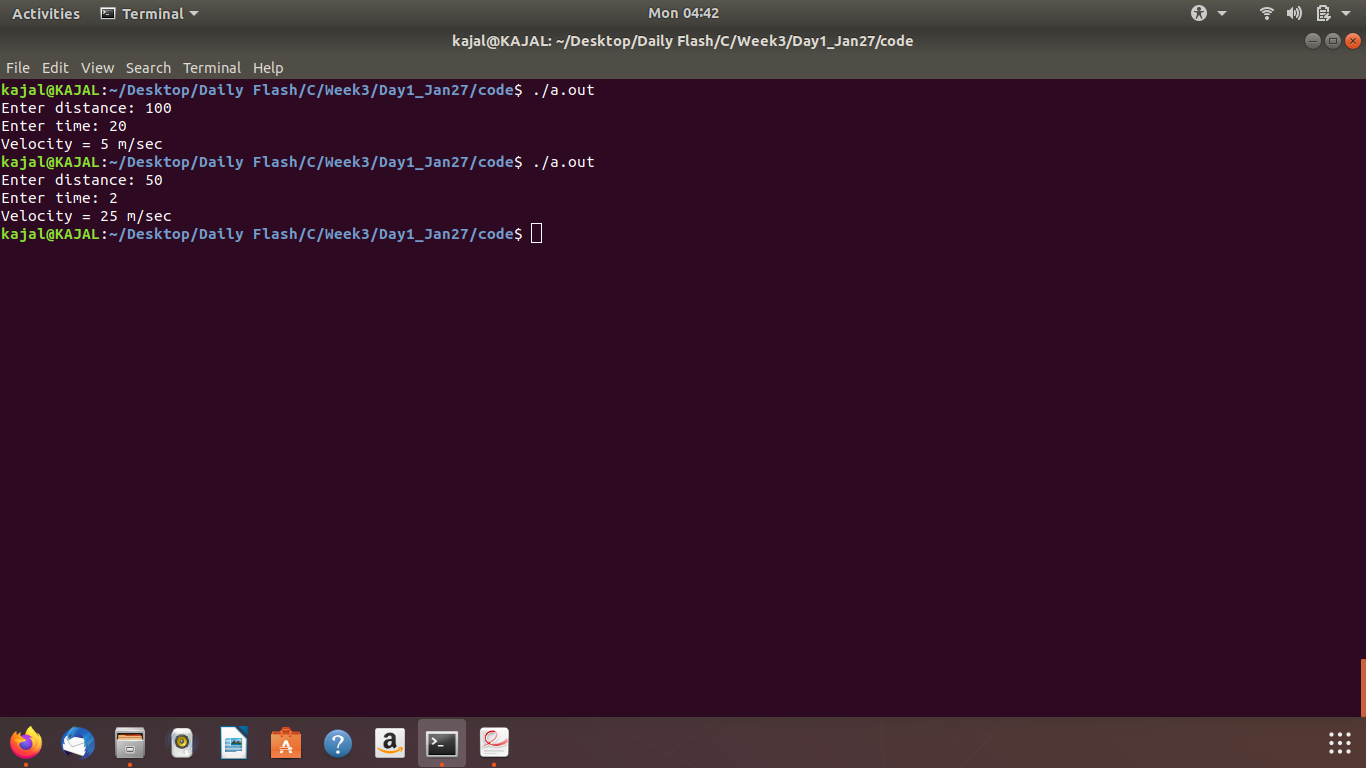 Activities Terminal Mon 04:42
kajal@KAJAL: ~/Desktop/Daily Flash/C/Week3/Day1_Jan27/code
File Edit View Search Terminal Help
kajal@KAJAL:~/Desktop/Daily Flash/C/Week3/Day1_Jan27/code$ ./a.out
Enter distance: 100
Enter time: 20
Velocity = 5 m/sec
kajal@KAJAL:~/Desktop/Daily Flash/C/Week3/Day1_Jan27/code$ ./a.out
Enter distance: 50
Enter time: 2
Velocity = 25 m/sec
kajal@KAJAL:~/Desktop/Daily Flash/C/Week3/Day1_Jan27/code$